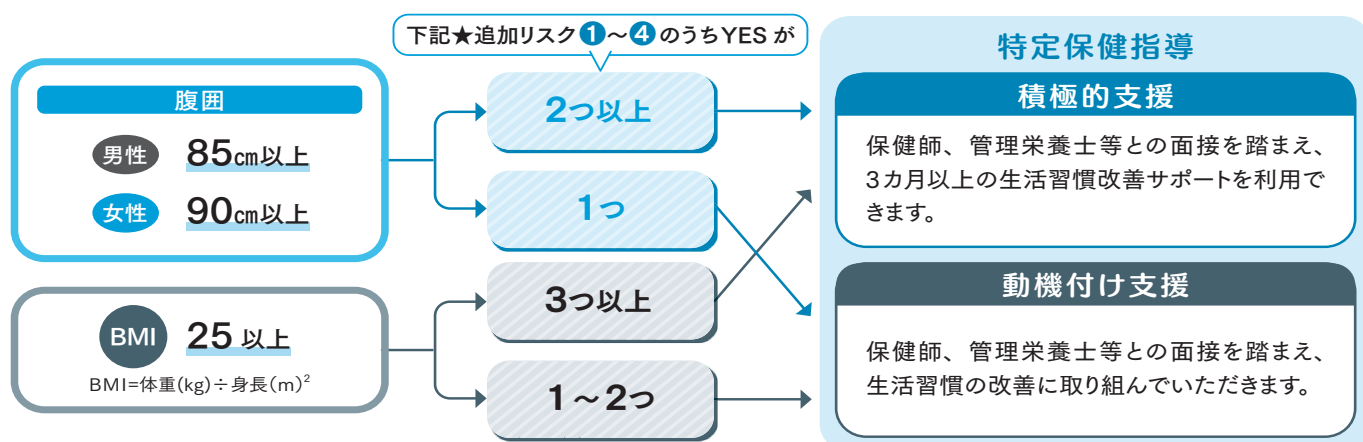 下記★追加リスク❶～❹のうちYES が
腹囲
男性 85㎝以上
女性 90㎝以上
BMI 25 以上
BMI=体重(kg)÷身長(m)²
2つ以上
1つ
3つ以上
1～2つ
特定保健指導
積極的支援
保健師、管理栄養士等との面接を踏まえ、
3カ月以上の生活習慣改善サポートを利用で
きます。
動機付け支援
保健師、管理栄養士等との面接を踏まえ、
生活習慣の改善に取り組んでいただきます。